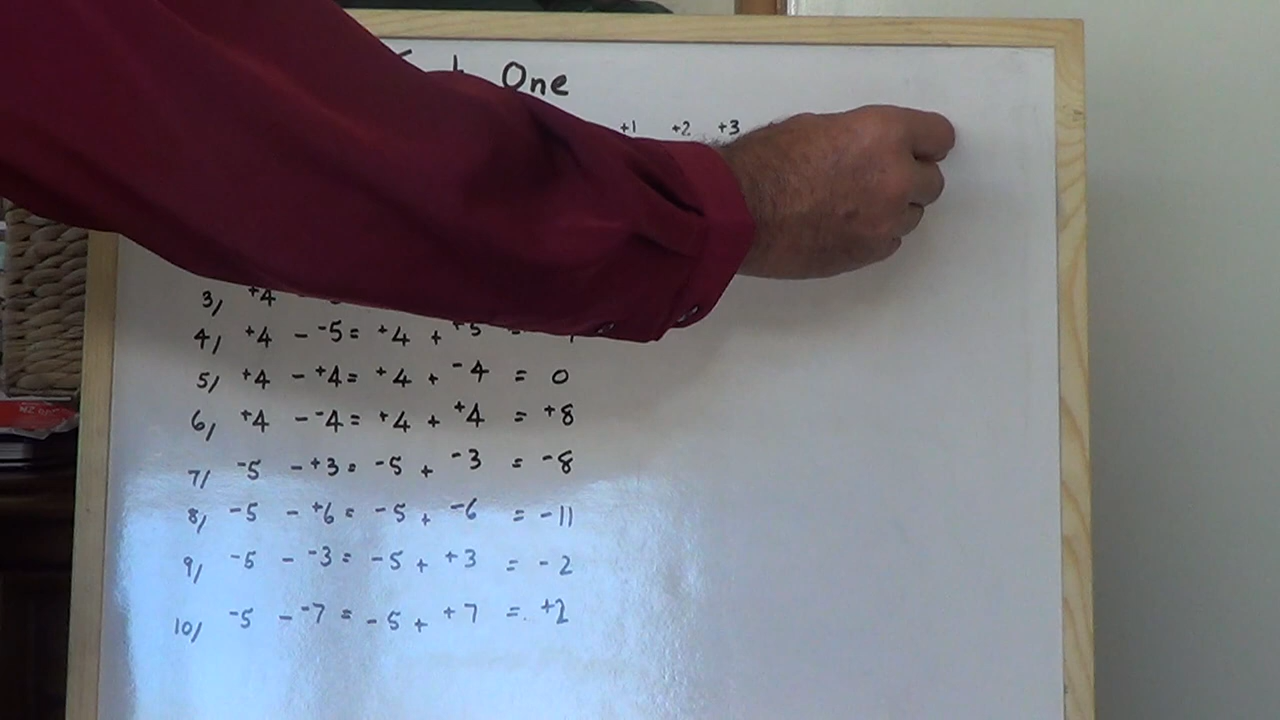 One
+1 +2 +3
3/ +4 -
4/ +4 - -5 = +4 + +5 =
5/ +4 - +4 = +4 + -4 = 0
6/ +4 - -4 = +4 + +4 = +8
7/ -5 - +3 = -5 + -3 = -8
8/ -5 - +6 = -5 + -6 = -11
9/ -5 - -3 = -5 + +3 = -2
10/ -5 - -7 = -5 + +7 = +2